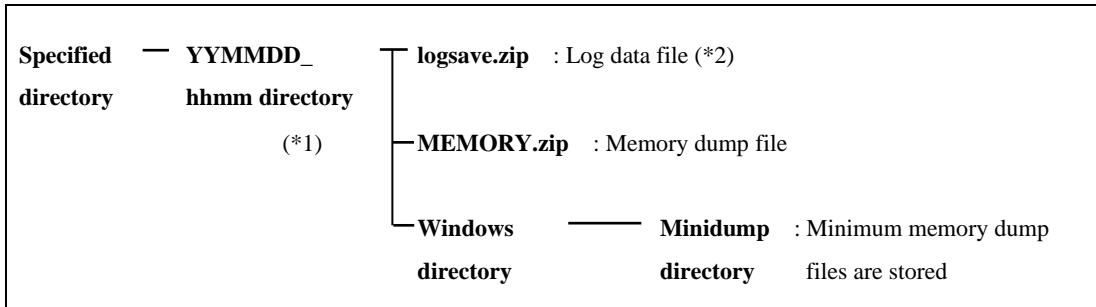 Specified YYMMDD_ logsave.zip : Log data file (*2)
directory hhmm directory
(*1) MEMORY.zip : Memory dump file
Windows Minidump : Minimum memory dump
directory directory files are stored